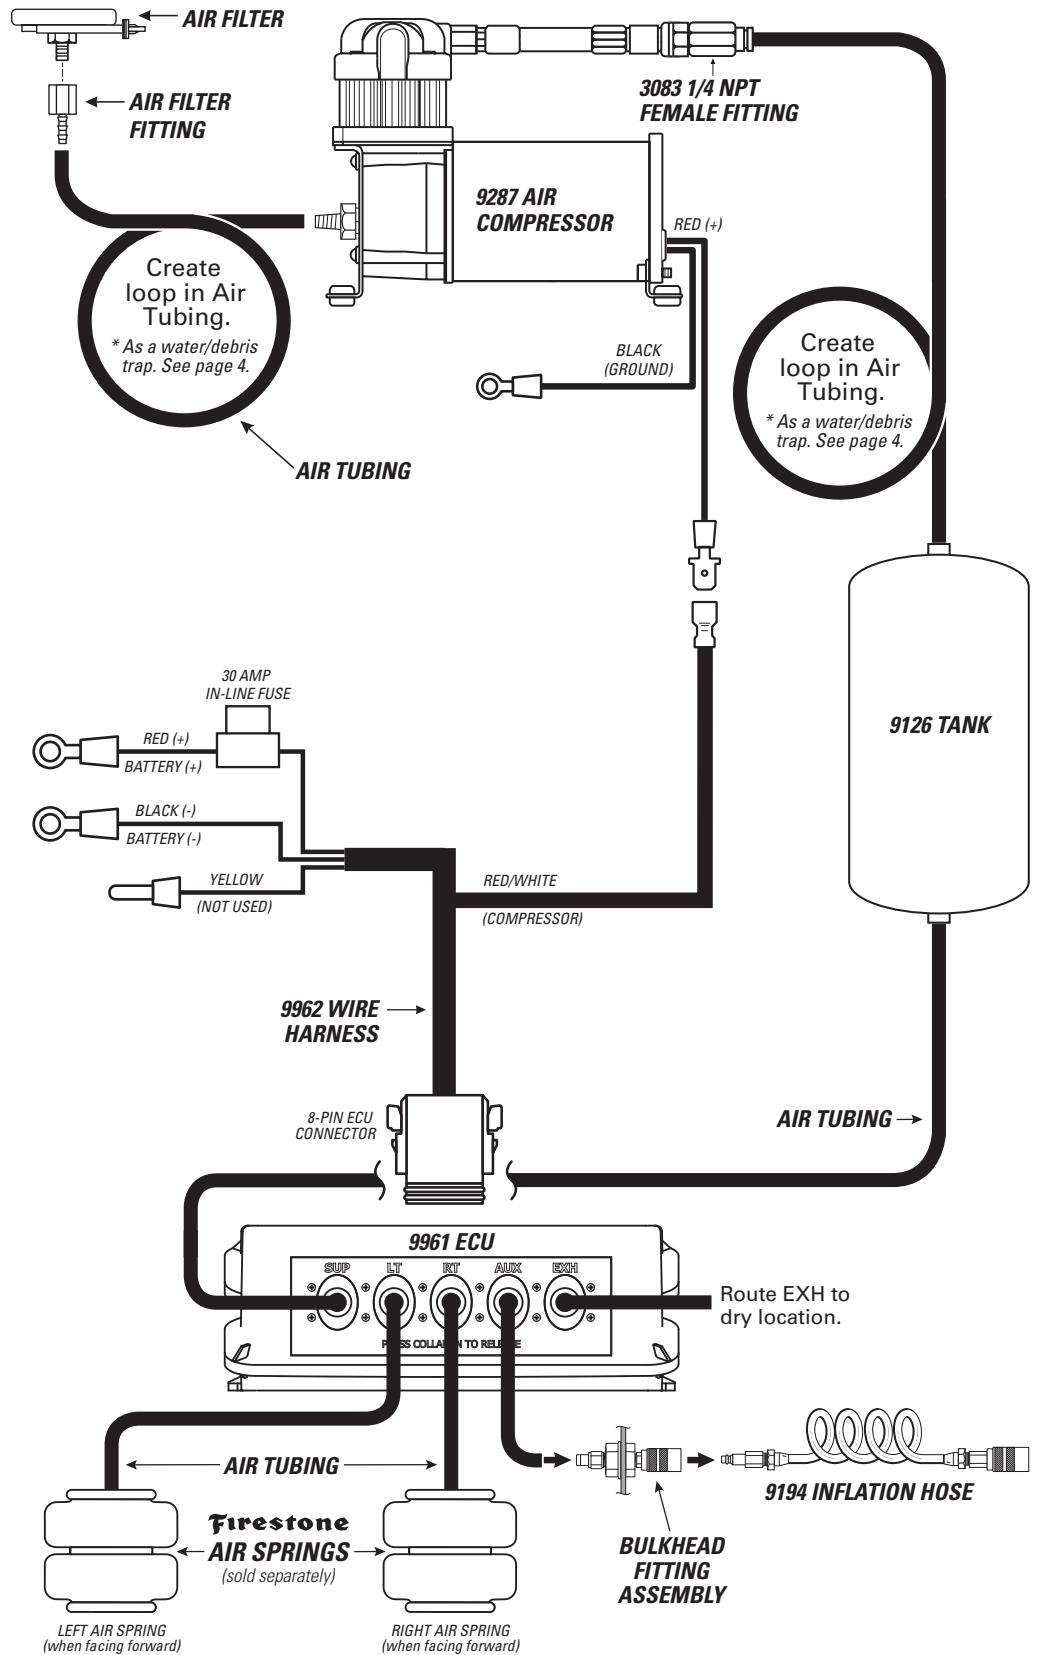 AIR FILTER
AIR FILTER
FITTING
3083 1/4 NPT
FEMALE FITTING
9287 AIR
COMPRESSOR
RED (+)
Create
loop in Air
Tubing.
* As a water/debris
trap. See page 4.
BLACK
(GROUND)
Create
loop in Air
Tubing.
* As a water/debris
trap. See page 4.
AIR TUBING
30 AMP
IN-LINE FUSE
RED (+)
BATTERY (+)
9126 TANK
BLACK (-)
BATTERY (-)
YELLOW
(NOT USED)
RED/WHITE
(COMPRESSOR)
9962 WIRE
HARNESS
8-PIN ECU
CONNECTOR
AIR TUBING
9961 ECU
SUP LT RT AUX EXH
Route EXH to
dry location.
TO
AIR TUBING
9194 INFLATION HOSE
Firestone
AIR SPRINGS
(sold separately)
BULKHEAD
FITTING
ASSEMBLY
LEFT AIR SPRING
(when facing forward)
RIGHT AIR SPRING
(when facing forward)